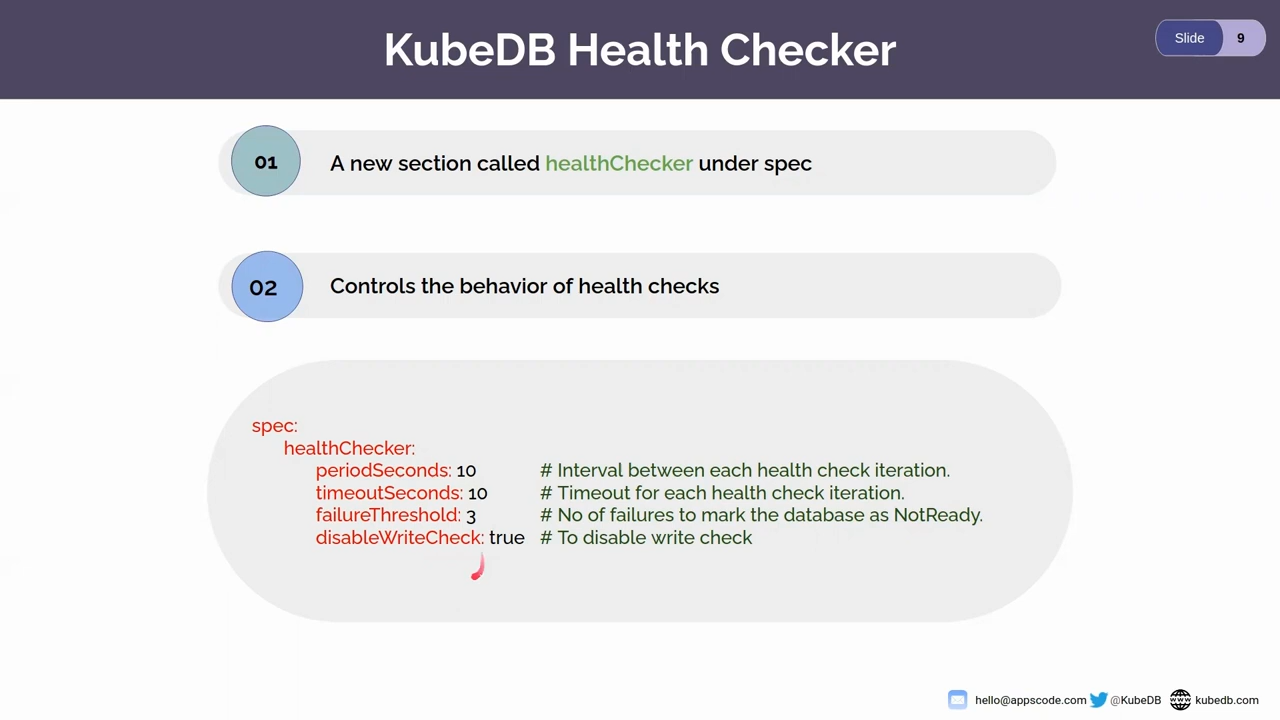 KubeDB Health Checker
Slide 9
01 A new section called healthChecker under spec
02 Controls the behavior of health checks
spec:
healthChecker:
periodSeconds: 10 # Interval between each health check iteration.
timeoutSeconds: 10 # Timeout for each health check iteration.
failureThreshold: 3 # No of failures to mark the database as NotReady.
disableWriteCheck: true # To disable write check
hello@appscode.com @KubeDB kubedb.com